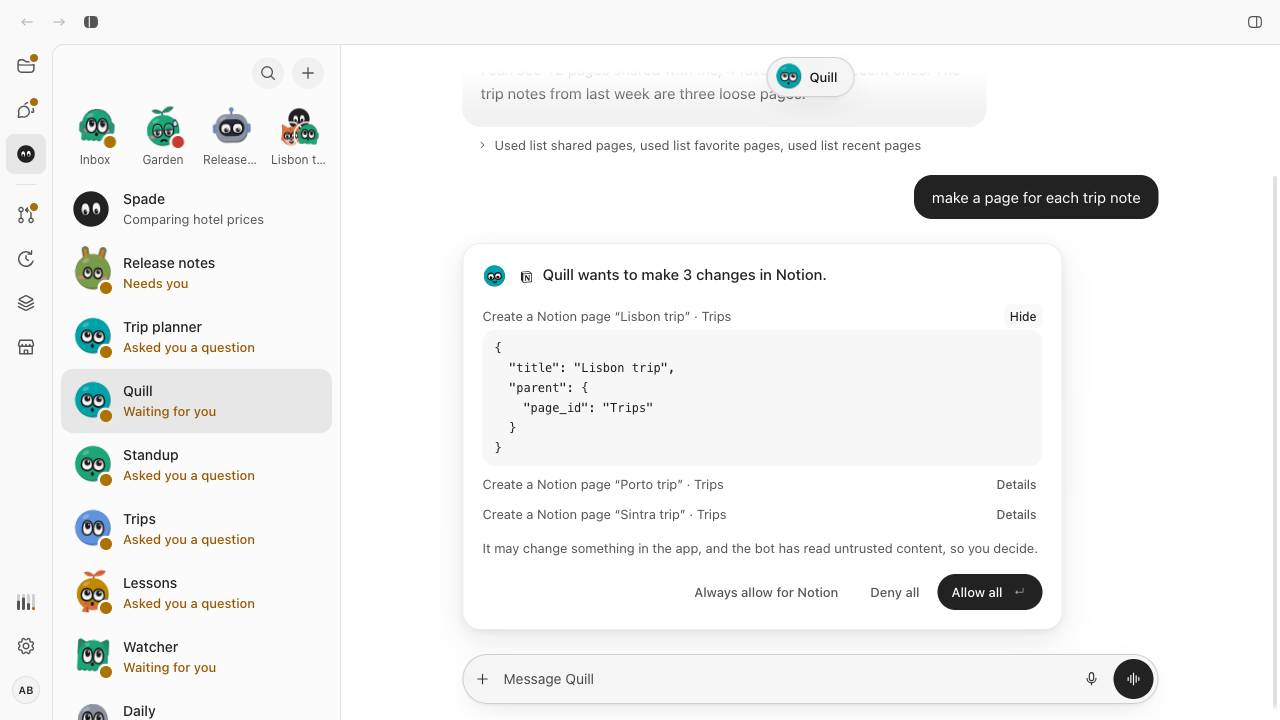 Inbox
Garden
Release...
Lisbon t...
Spade
Comparing hotel prices
Release notes
Needs you
Trip planner
Asked you a question
Quill
Waiting for you
Standup
Asked you a question
Trips
Asked you a question
Lessons
Asked you a question
Watcher
Waiting for you
Daily
AB
Quill
trip notes from last week are three loose pages.
Used list shared pages, used list favorite pages, used list recent pages
make a page for each trip note
Quill wants to make 3 changes in Notion.
Create a Notion page “Lisbon trip” · Trips
Hide
{
"title": "Lisbon trip",
"parent": {
"page_id": "Trips"
}
}
Create a Notion page “Porto trip” · Trips
Details
Create a Notion page “Sintra trip” · Trips
Details
It may change something in the app, and the bot has read untrusted content, so you decide.
Always allow for Notion
Deny all
Allow all
Message Quill